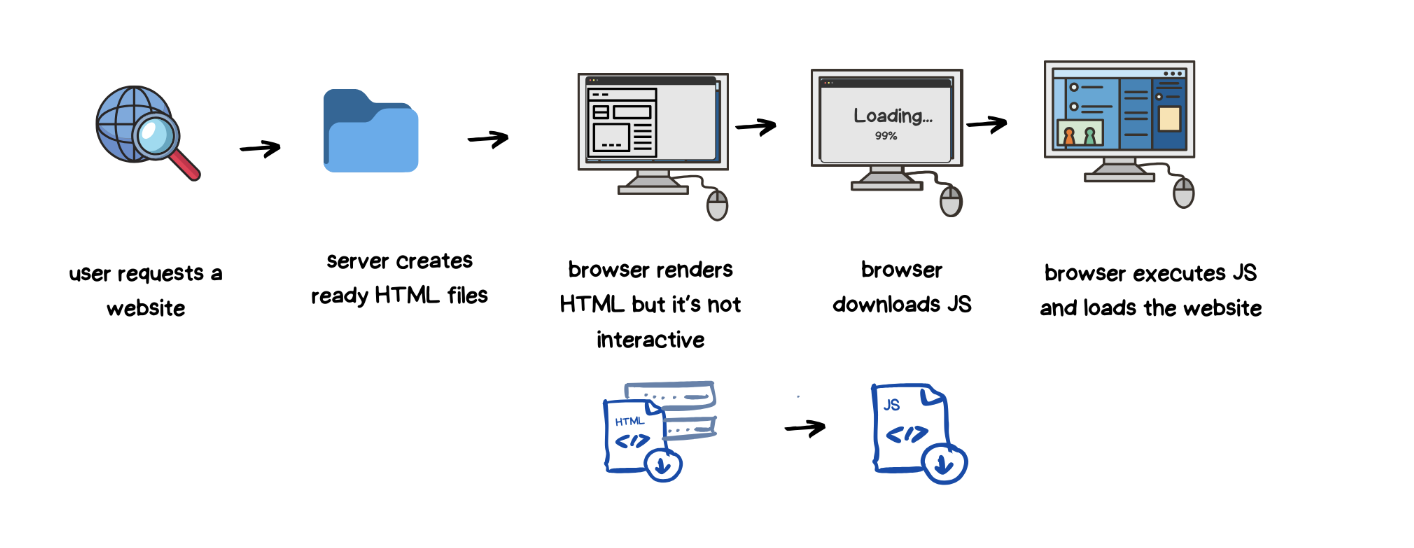 Loading...
99%
user requests a
website
server creates
ready HTML files
browser renders
HTML but it's not
interactive
browser
downloads JS
browser executes JS
and loads the website
HTML
</>
JS
</>